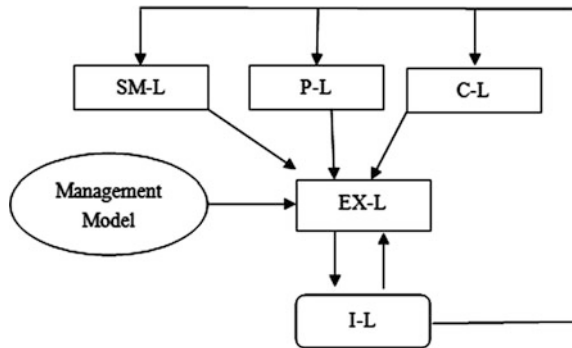 SM-L
P-L
C-L
Management
Model
EX-L
I-L